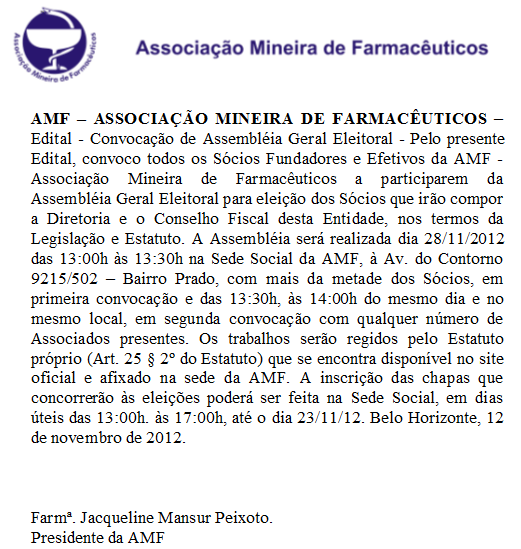 Associação Mineira de Farmacêuticos
Associação Mineira de Farmacêuticos
AMF – ASSOCIAÇÃO MINEIRA DE FARMACÊUTICOS –
Edital - Convocação de Assembléia Geral Eleitoral - Pelo presente
Edital, convoco todos os Sócios Fundadores e Efetivos da AMF -
Associação Mineira de Farmacêuticos a participarem da
Assembléia Geral Eleitoral para eleição dos Sócios que irão compor
a Diretoria e o Conselho Fiscal desta Entidade, nos termos da
Legislação e Estatuto. A Assembléia será realizada dia 28/11/2012
das 13:00h às 13:30h na Sede Social da AMF, à Av. do Contorno
9215/502 – Bairro Prado, com mais da metade dos Sócios, em
primeira convocação e das 13:30h, às 14:00h do mesmo dia e no
mesmo local, em segunda convocação com qualquer número de
Associados presentes. Os trabalhos serão regidos pelo Estatuto
próprio (Art. 25 § 2º do Estatuto) que se encontra disponível no site
oficial e afixado na sede da AMF. A inscrição das chapas que
concorrerão às eleições poderá ser feita na Sede Social, em dias
úteis das 13:00h. às 17:00h, até o dia 23/11/12. Belo Horizonte, 12
de novembro de 2012.
Farmª. Jacqueline Mansur Peixoto.
Presidente da AMF